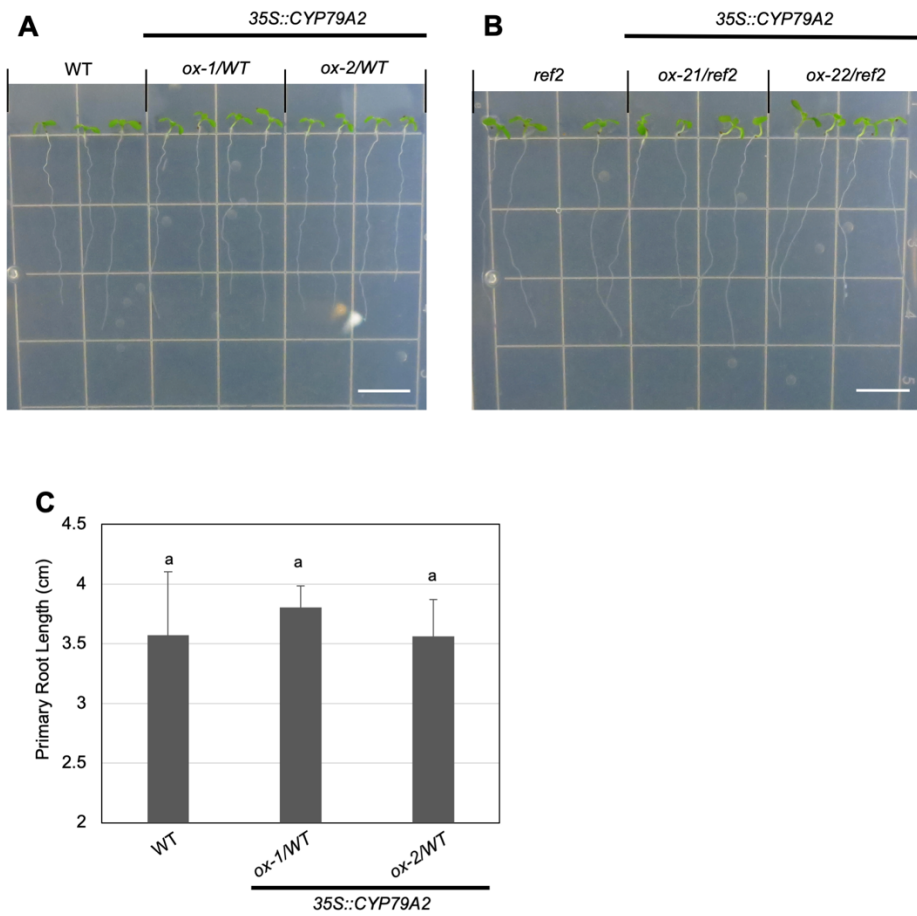 A
35S::CYP79A2
WT
ox-1/WT
ox-2/WT
B
35S::CYP79A2
ref2
ox-21/ref2
ox-22/ref2
C
Primary Root Length (cm)
4.5
4
3.5
3
2.5
2
a
a
a
WT
ox-1/WT
ox-2/WT
35S::CYP79A2